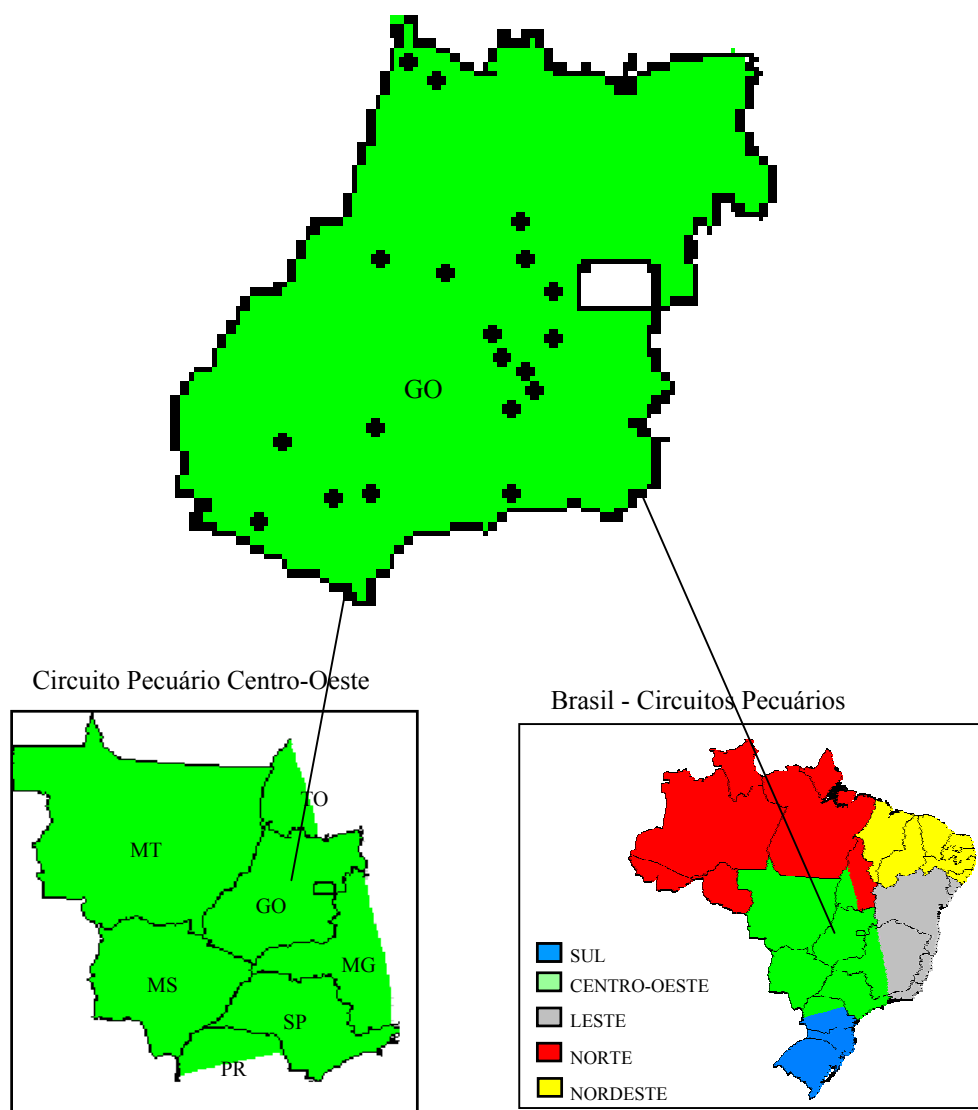 GO
Circuito Pecuário Centro-Oeste
TO
MT
GO
MG
MS
SP
PR
Brasil - Circuitos Pecuários
SUL
CENTRO-OESTE
LESTE
NORTE
NORDESTE